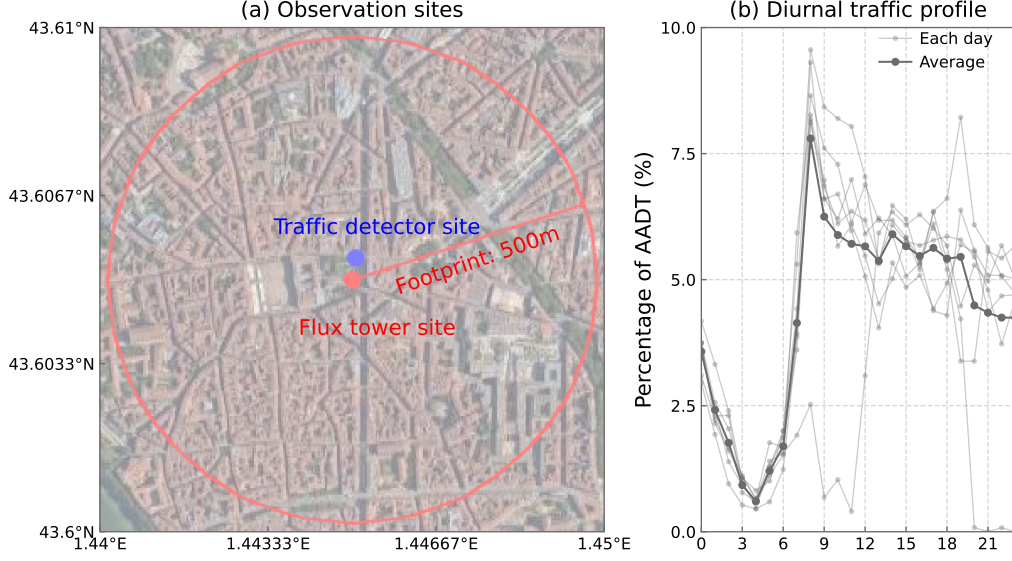 (a) Observation sites
43.61°N
43.6067°N
43.6033°N
43.6°N
1.44°E
1.44333°E
1.44667°E
1.45°E
Traffic detector site
Footprint: 500m
Flux tower site
(b) Diurnal traffic profile
Percentage of AADT (%)
10.0
7.5
5.0
2.5
0.0
0
3
6
9
12
15
18
21
Each day
Average